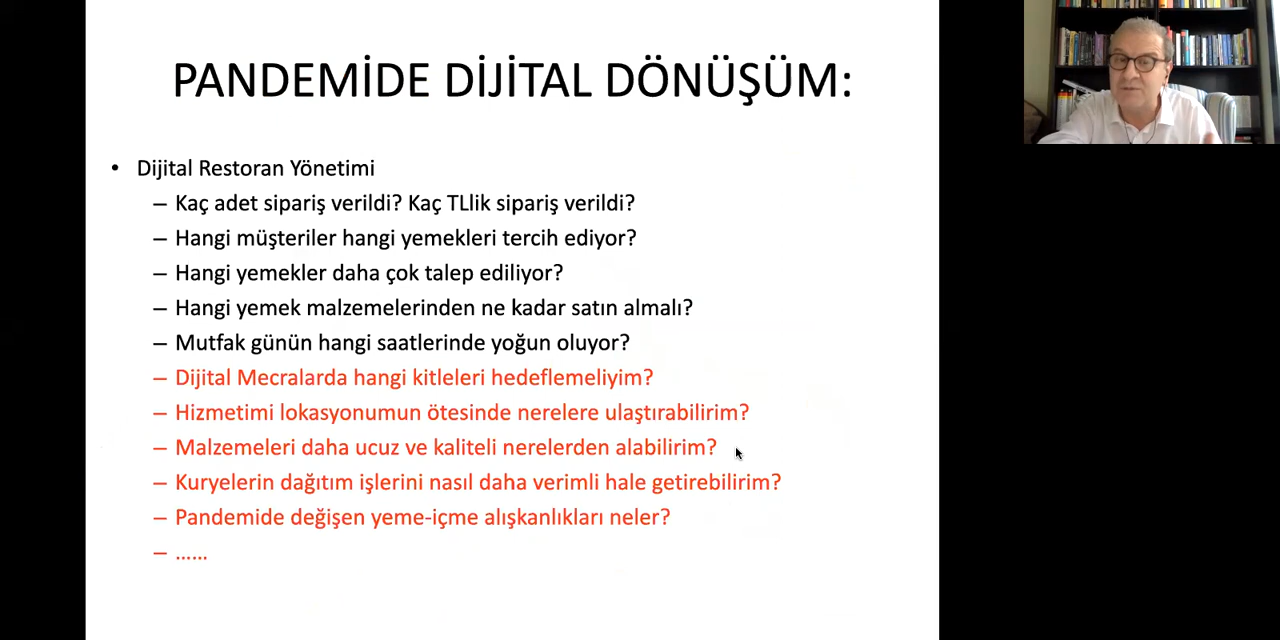 PANDEMİDE DİJİTAL DÖNÜŞÜM:
• Dijital Restoran Yönetimi
– Kaç adet sipariş verildi? Kaç TLlik sipariş verildi?
– Hangi müşteriler hangi yemekleri tercih ediyor?
– Hangi yemekler daha çok talep ediliyor?
– Hangi yemek malzemelerinden ne kadar satın almalı?
– Mutfak günün hangi saatlerinde yoğun oluyor?
– Dijital Mecralarda hangi kitleleri hedeflemeliyim?
– Hizmetimi lokasyonumun ötesinde nerelere ulaştırabilirim?
– Malzemeleri daha ucuz ve kaliteli nerelerden alabilirim?
– Kuryelerin dağıtım işlerini nasıl daha verimli hale getirebilirim?
– Pandemide değişen yeme-içme alışkanlıkları neler?
– ......